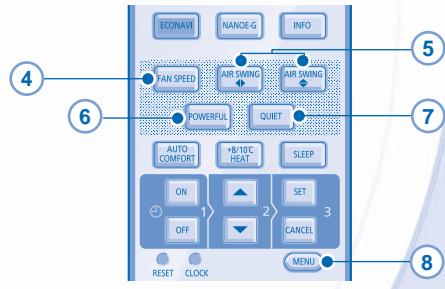 ECONAVI NANOE-G INFO
5
4 FAN SPEED AIR SWING AIR SWING
6 POWERFUL QUIET 7
AUTO COMFORT +8/10°C HEAT SLEEP
ON 1 2 SET 3
OFF CANCEL
RESET CLOCK MENU 8